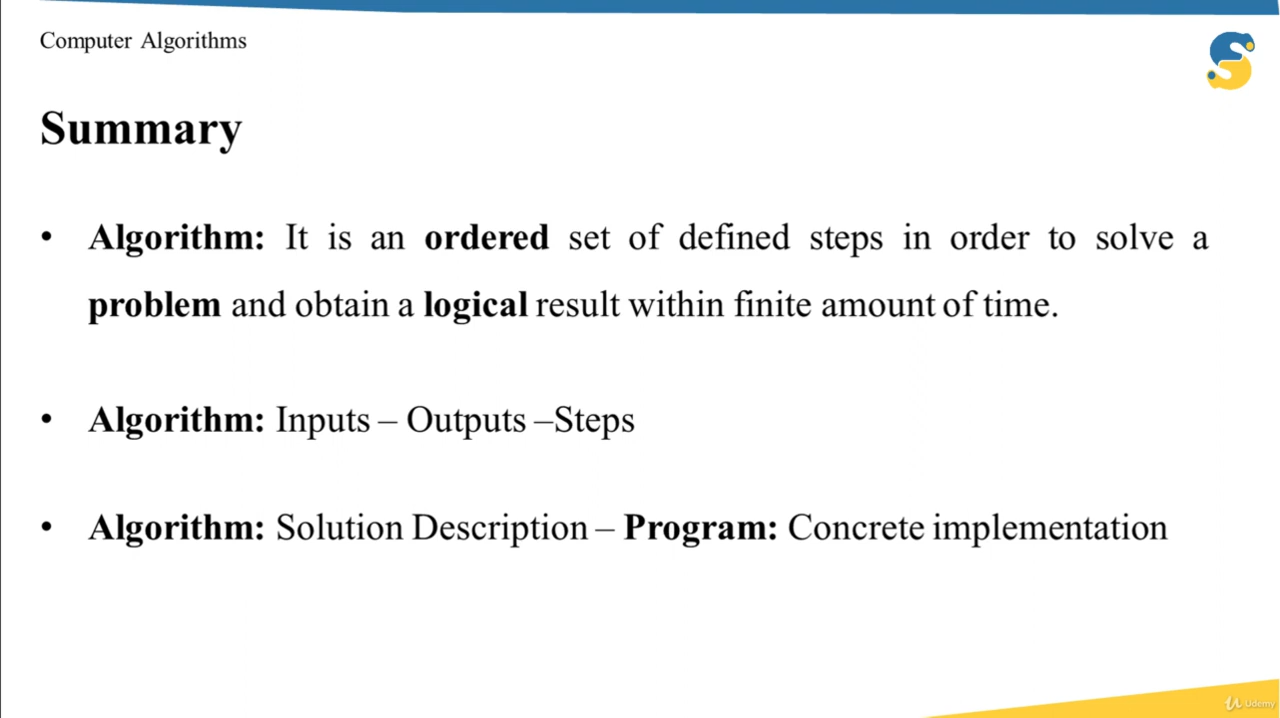 Computer Algorithms
Summary
• Algorithm: It is an ordered set of defined steps in order to solve a
problem and obtain a logical result within finite amount of time.
• Algorithm: Inputs – Outputs –Steps
• Algorithm: Solution Description – Program: Concrete implementation
Udemy